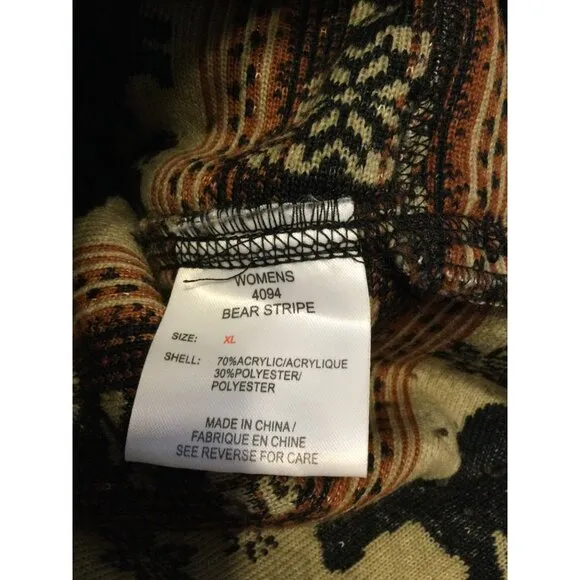 WOMENS
4094
BEAR STRIPE
SIZE: XL
SHELL: 70%ACRYLIC/ACRYLIQUE
30%POLYESTER/
POLYESTER
MADE IN CHINA/
FABRIQUE EN CHINE
SEE REVERSE FOR CARE